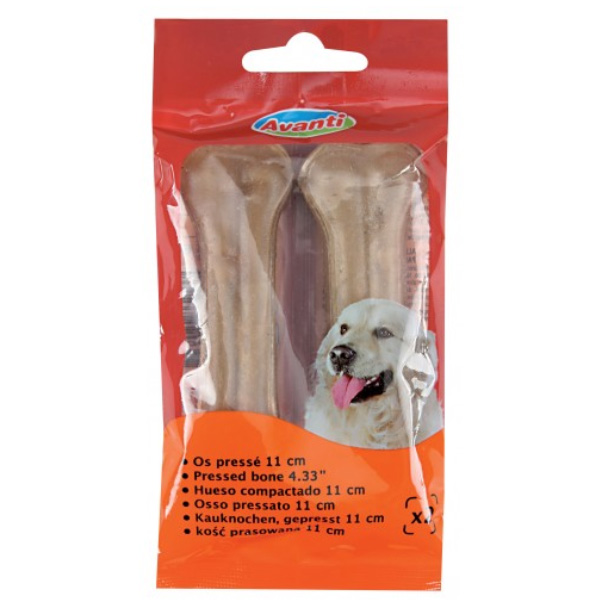 Avanti
• Os pressé 11 cm
• Pressed bone 4.33"
• Hueso compactado 11 cm
• Osso pressato 11 cm
• Kauknochen, gepresst 11 cm
• kość prasowana 11 cm
x2